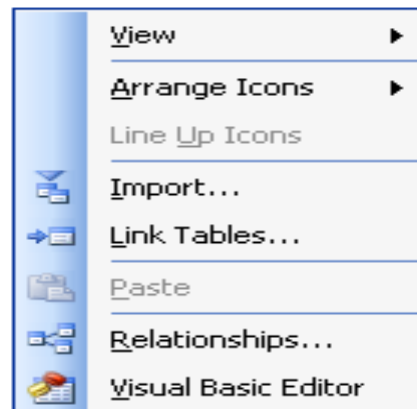 View
Arrange Icons
Line Up Icons
Import...
Link Tables...
Paste
Relationships...
Visual Basic Editor